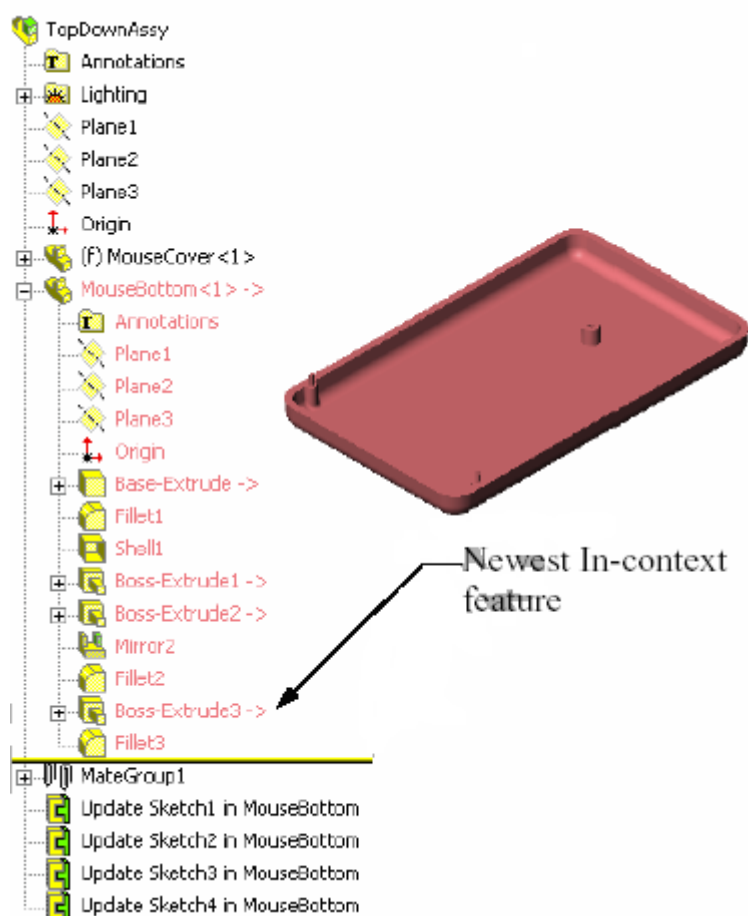 TopDownAssy
Annotations
Lighting
Plane1
Plane2
Plane3
Origin
(f) MouseCover<1>
MouseBottom<1> ->
Annotations
Plane1
Plane2
Plane3
Origin
Base-Extrude ->
Fillet1
Shell1
Boss-Extrude1 ->
Boss-Extrude2 ->
Mirror2
Fillet2
Boss-Extrude3 ->
Fillet3
MateGroup1
Update Sketch1 in MouseBottom
Update Sketch2 in MouseBottom
Update Sketch3 in MouseBottom
Update Sketch4 in MouseBottom
Newest In-context
feature